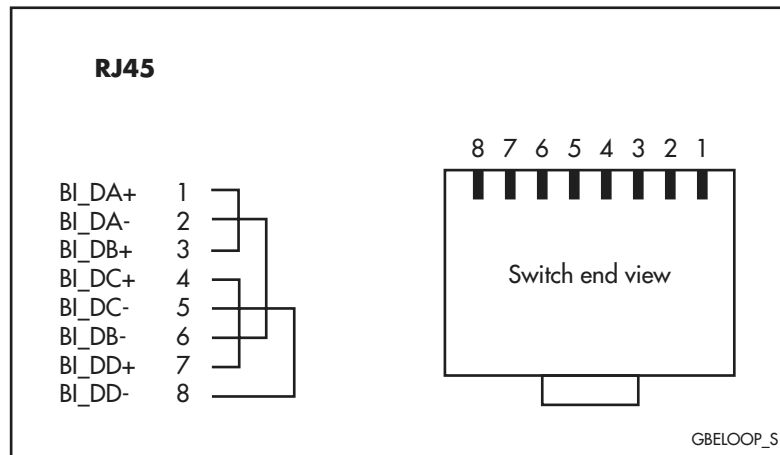 RJ45
BI_DA+ 1
BI_DA- 2
BI_DB+ 3
BI_DC+ 4
BI_DC- 5
BI_DB- 6
BI_DD+ 7
BI_DD- 8
8 7 6 5 4 3 2 1
Switch end view
GBELOOP_S